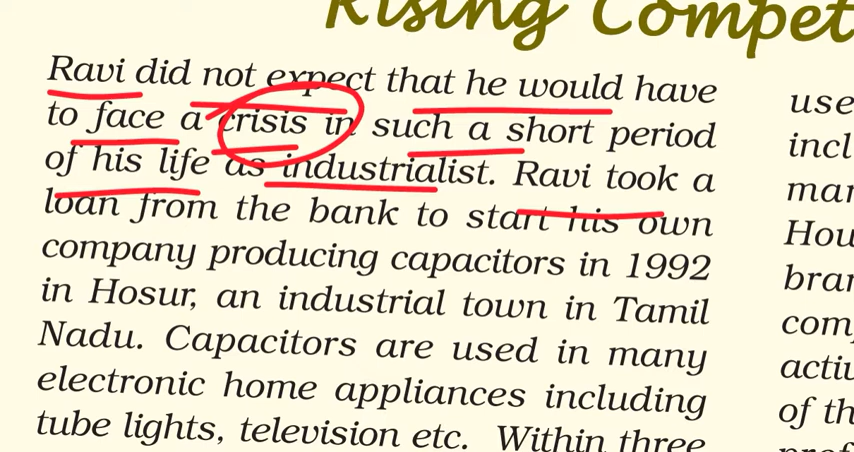 Rising Compet
Ravi did not expect that he would have
to face a crisis in such a short period
of his life as industrialist. Ravi took a
loan from the bank to start his own
company producing capacitors in 1992
in Hosur, an industrial town in Tamil
Nadu. Capacitors are used in many
electronic home appliances including
tube lights, television etc. Within three
use
incl
man
Hou
bran
com
activ
of th